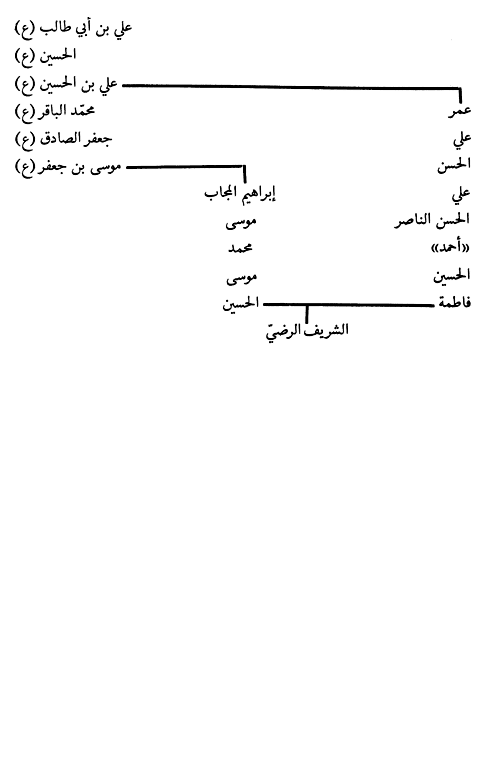 علي بن أبي طالب (ع)
الحسين (ع)
علي بن الحسين (ع)
عمر محمّد الباقر (ع)
علي جعفر الصادق (ع)
الحسن موسى بن جعفر (ع)
علي إبراهيم المجاب
الحسن الناصر موسى
«أحمد» محمد
الحسين موسى
فاطمة الحسين
الشريف الرضيّ